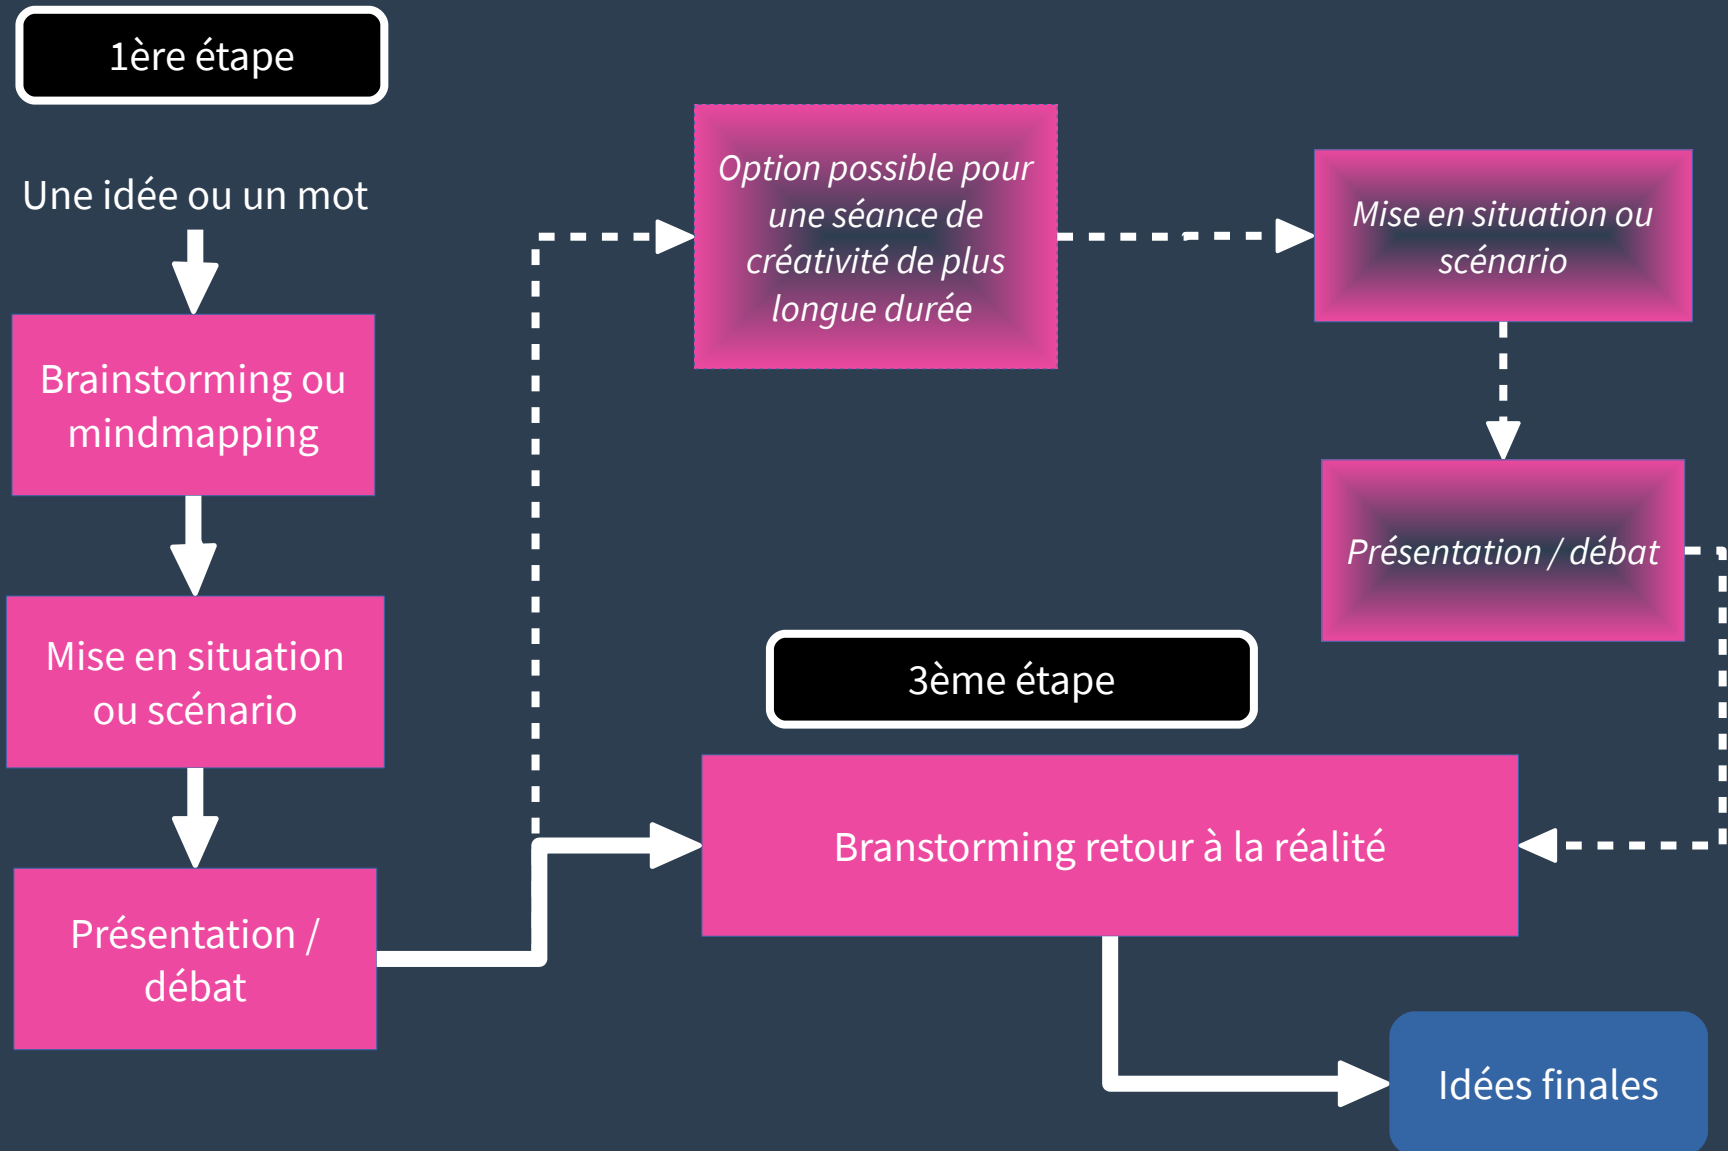 1ère étape
Une idée ou un mot
Brainstorming ou
mindmapping
Mise en situation
ou scénario
Présentation /
débat
Option possible pour
une séance de
créativité de plus
longue durée
Mise en situation ou
scénario
Présentation / débat
3ème étape
Branstorming retour à la réalité
Idées finales